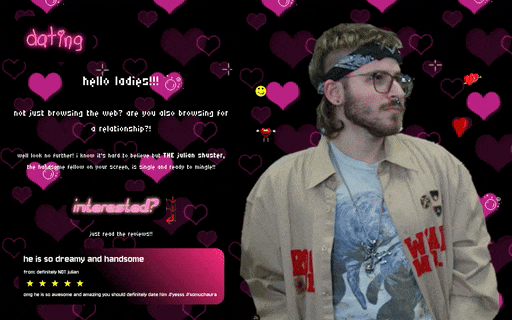 dating
hello ladies!!!
not just browsing the web? are you also browsing for
a relationship?!
well look no further! i know it's hard to believe but THE julian shuster,
the handsome fellow on your screen, is single and ready to mingle!!
interested?
just read the reviews!!
he is so dreamy and handsome
from: definitely NOT julian
omg he is so awesome and amazing you should definitely date him